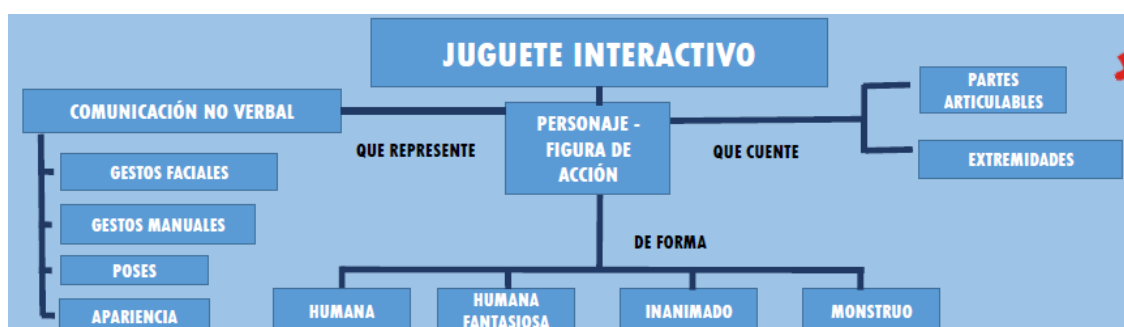 JUGUETE INTERACTIVO
COMUNICACIÓN NO VERBAL
GESTOS FACIALES
GESTOS MANUALES
POSES
APARIENCIA
QUE REPRESENTE
PERSONAJE -
FIGURA DE
ACCIÓN
QUE CUENTE
PARTES
ARTICULABLES
EXTREMIDADES
DE FORMA
HUMANA
HUMANA
FANTASIOSA
INANIMADO
MONSTRUO